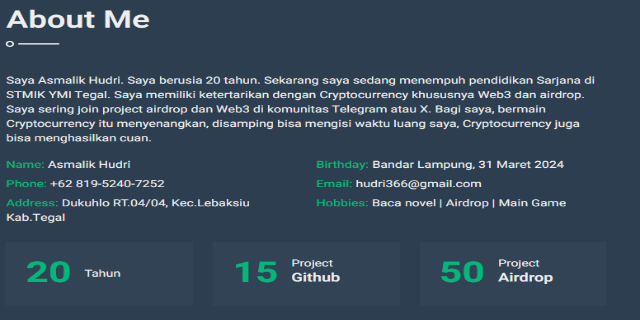 About Me
Saya Asmalik Hudri. Saya berusia 20 tahun. Sekarang saya sedang menempuh pendidikan Sarjana di
STMIK YMI Tegal. Saya memiliki ketertarikan dengan Cryptocurrency khususnya Web3 dan airdrop.
Saya sering join project airdrop dan Web3 di komunitas Telegram atau X. Bagi saya, bermain
Cryptocurrency itu menyenangkan, disamping bisa mengisi waktu luang saya, Cryptocurrency juga
bisa menghasilkan cuan.
Name: Asmalik Hudri
Birthday: Bandar Lampung, 31 Maret 2024
Phone: +62 819-5240-7252
Email: hudri366@gmail.com
Address: Dukuhlo RT.04/04, Kec.Lebaksiu
Kab.Tegal
Hobbies: Baca novel | Airdrop | Main Game
20 Tahun
15 Project
Github
50 Project
Airdrop